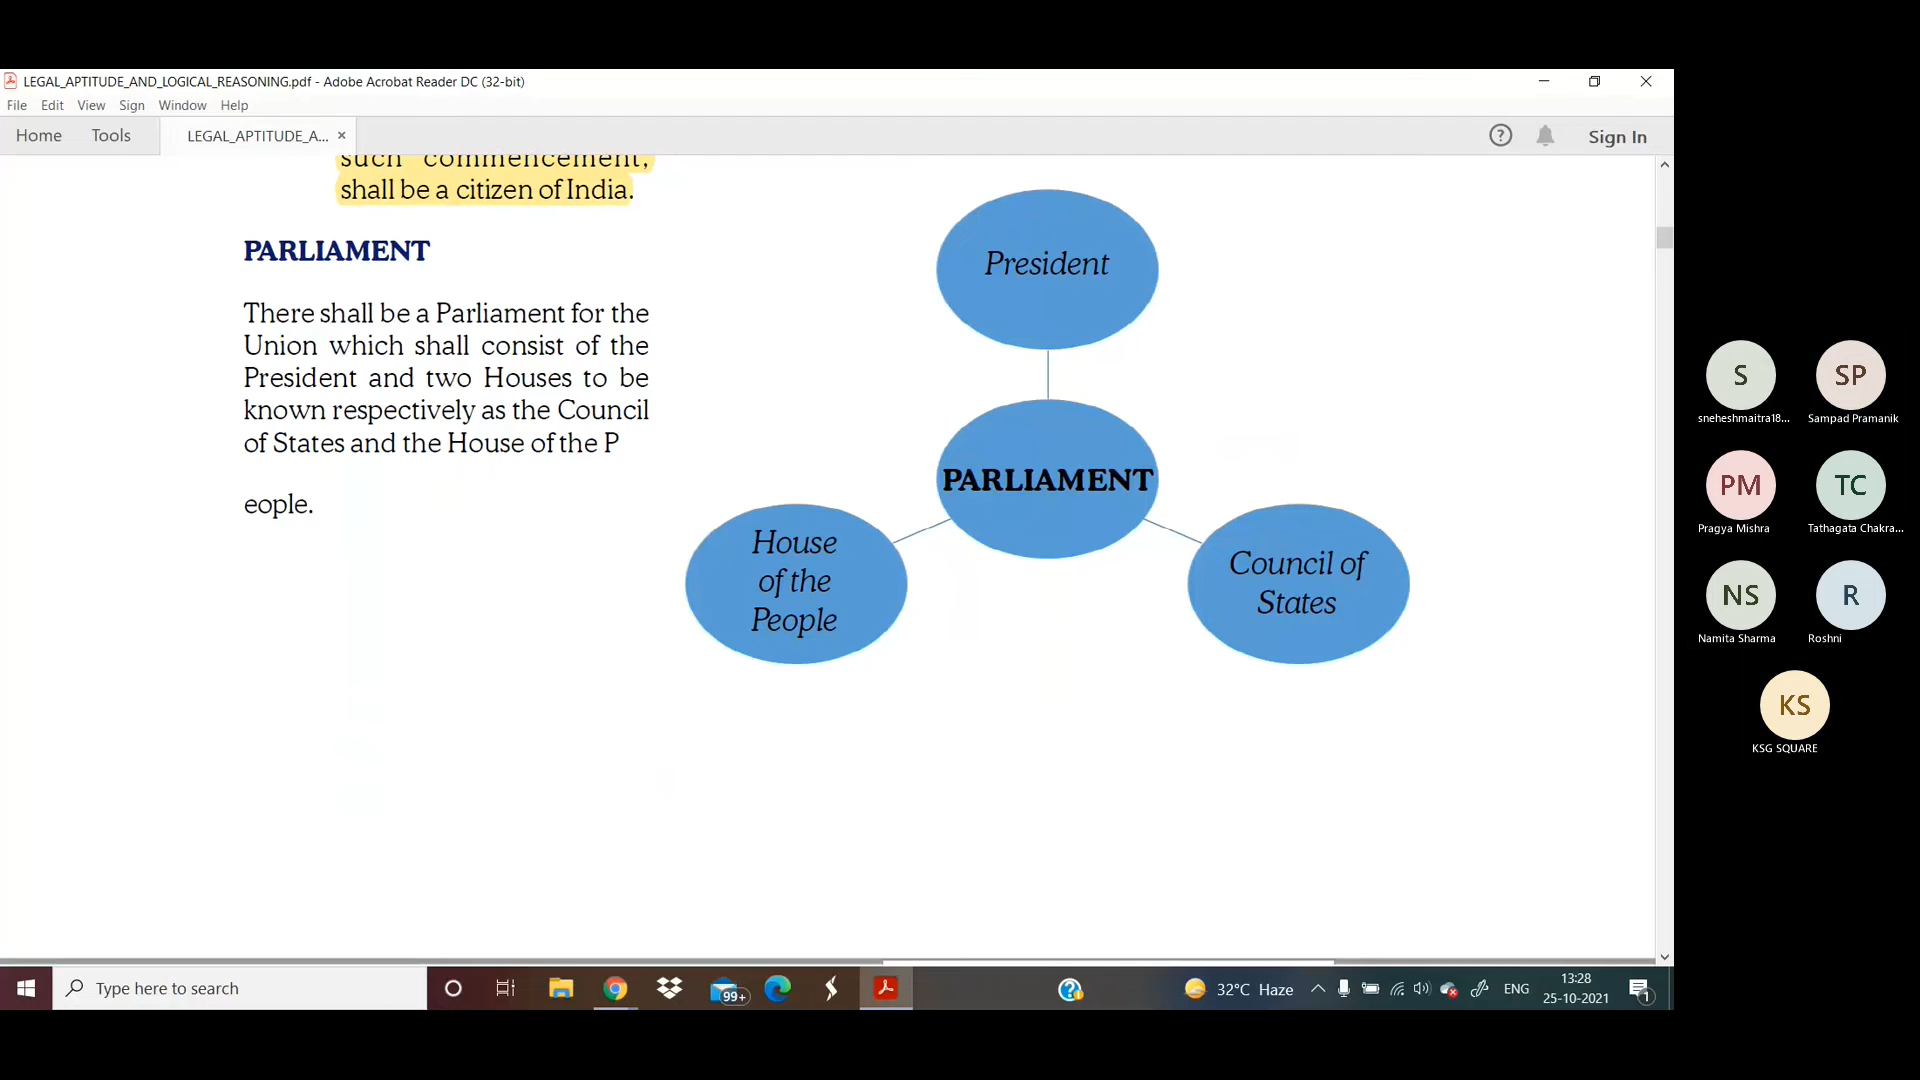 LEGAL_APTITUDE_AND_LOGICAL_REASONING.pdf - Adobe Acrobat Reader DC (32-bit)
File Edit View Sign Window Help
Home Tools LEGAL_APTITUDE_A... × Sign In
such commencement,
shall be a citizen of India.
PARLIAMENT
There shall be a Parliament for the
Union which shall consist of the
President and two Houses to be
known respectively as the Council
of States and the House of the P
eople.
President
PARLIAMENT
House
of the
People
Council of
States
S
sneheshmaitra18...
SP
Sampad Pramanik
PM
Pragya Mishra
TC
Tathagata Chakra...
NS
Namita Sharma
R
Roshni
KS
KSG SQUARE
Type here to search
99+
32°C Haze
ENG
13:28
25-10-2021
1